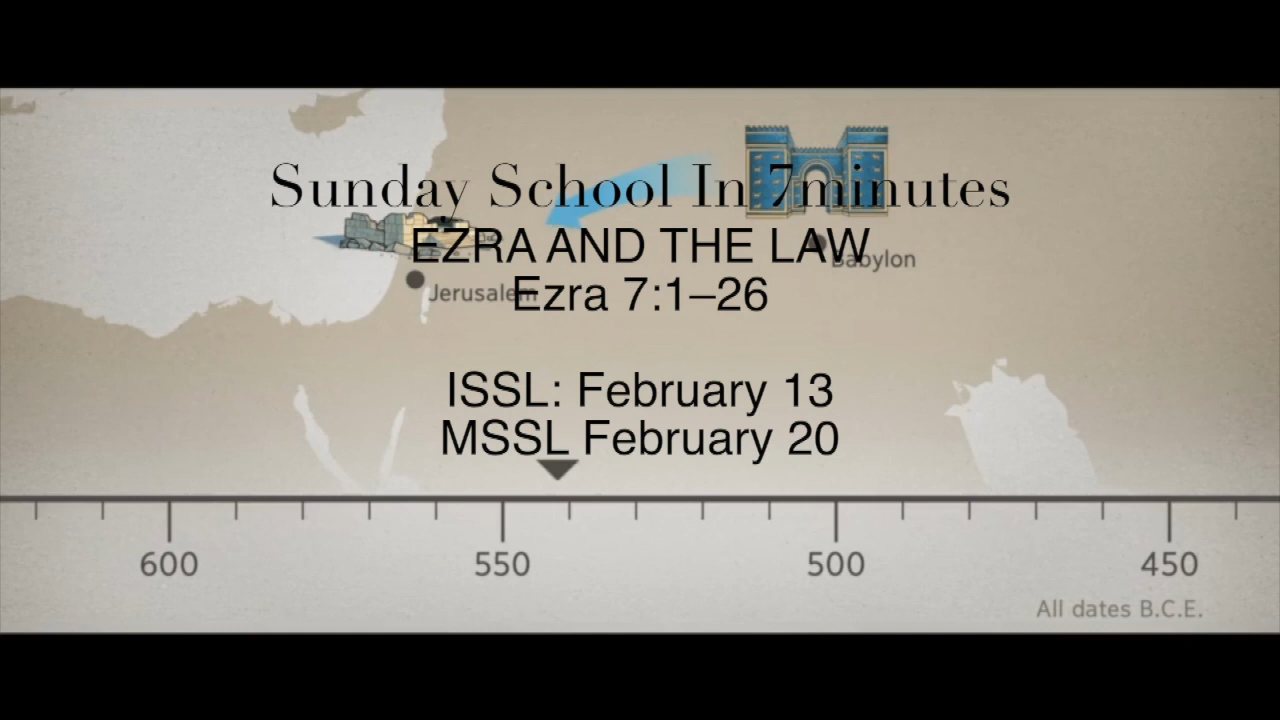 Sunday School In 7minutes
EZRA AND THE LAW
Babylon
Jerusalem
Ezra 7:1–26
ISSL: February 13
MSSL February 20
600 550 500 450
All dates B.C.E.